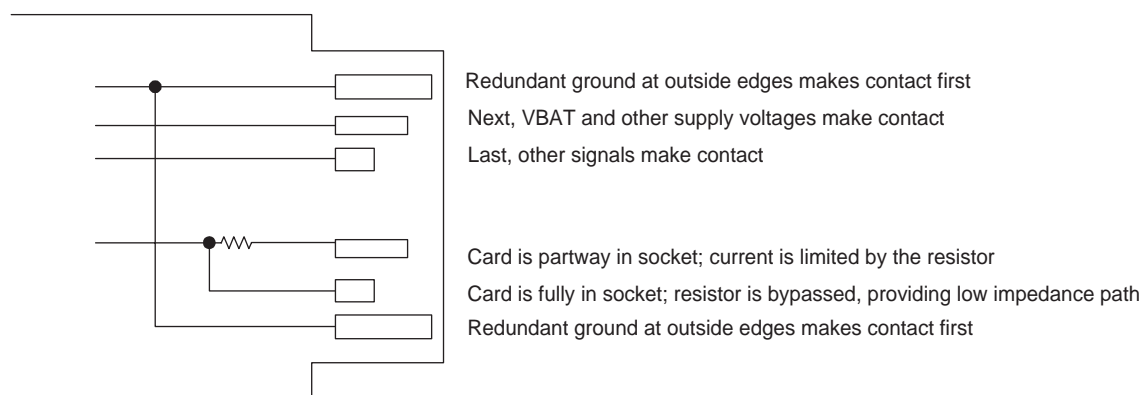 Redundant ground at outside edges makes contact first
Next, VBAT and other supply voltages make contact
Last, other signals make contact
Card is partway in socket; current is limited by the resistor
Card is fully in socket; resistor is bypassed, providing low impedance path
Redundant ground at outside edges makes contact first